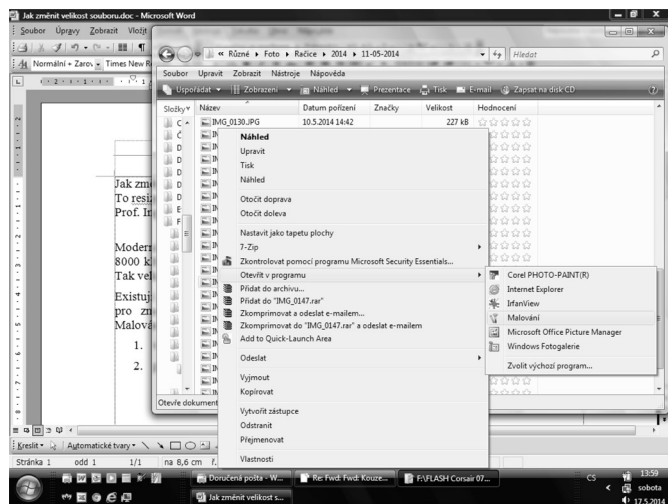 Jak změnit velikost souboru.doc - Microsoft Word
Soubor Úpravy Zobrazit Vložit
Normální + Zarov Times New R
« Různé ▸ Foto ▸ Račice ▸ 2014 ▸ 11-05-2014
Hledat
Soubor Upravit Zobrazit Nástroje Nápověda
Uspořádat Zobrazení Náhled Prezentace Tisk E-mail Zapsat na disk CD
Složky Název Datum pořízení Značky Velikost Hodnocení
IMG_0130.JPG 10.5.2014 14:42 227 kB
Náhled
Upravit
Tisk
Náhled
Otočit doprava
Otočit doleva
Nastavit jako tapetu plochy
7-Zip
Zkontrolovat pomocí programu Microsoft Security Essentials...
Otevřít v programu
Přidat do archivu...
Přidat do "IMG_0147.rar"
Zkomprimovat a odeslat e-mailem...
Zkomprimovat do "IMG_0147.rar" a odeslat e-mailem
Add to Quick-Launch Area
Odeslat
Vyjmout
Kopírovat
Vytvořit zástupce
Odstranit
Přejmenovat
Vlastnosti
Corel PHOTO-PAINT(R)
Internet Explorer
IrfanView
Malování
Microsoft Office Picture Manager
Windows Fotogalerie
Zvolit výchozí program...
Jak změ
To resiz
Prof. In
Modern
8000 k
Tak vel
Existuj
pro zm
Malová
1.
2.
Otevře dokument
Kreslit Automatické tvary
Stránka 1 odd 1 1/1 na 8,6 cm ř.
Doručená pošta - W... Re: Fwd: Fwd: Kouze... F:\FLASH Corsair 07...
Jak změnit velikost s...
CS 13:59
sobota
17.5.2014